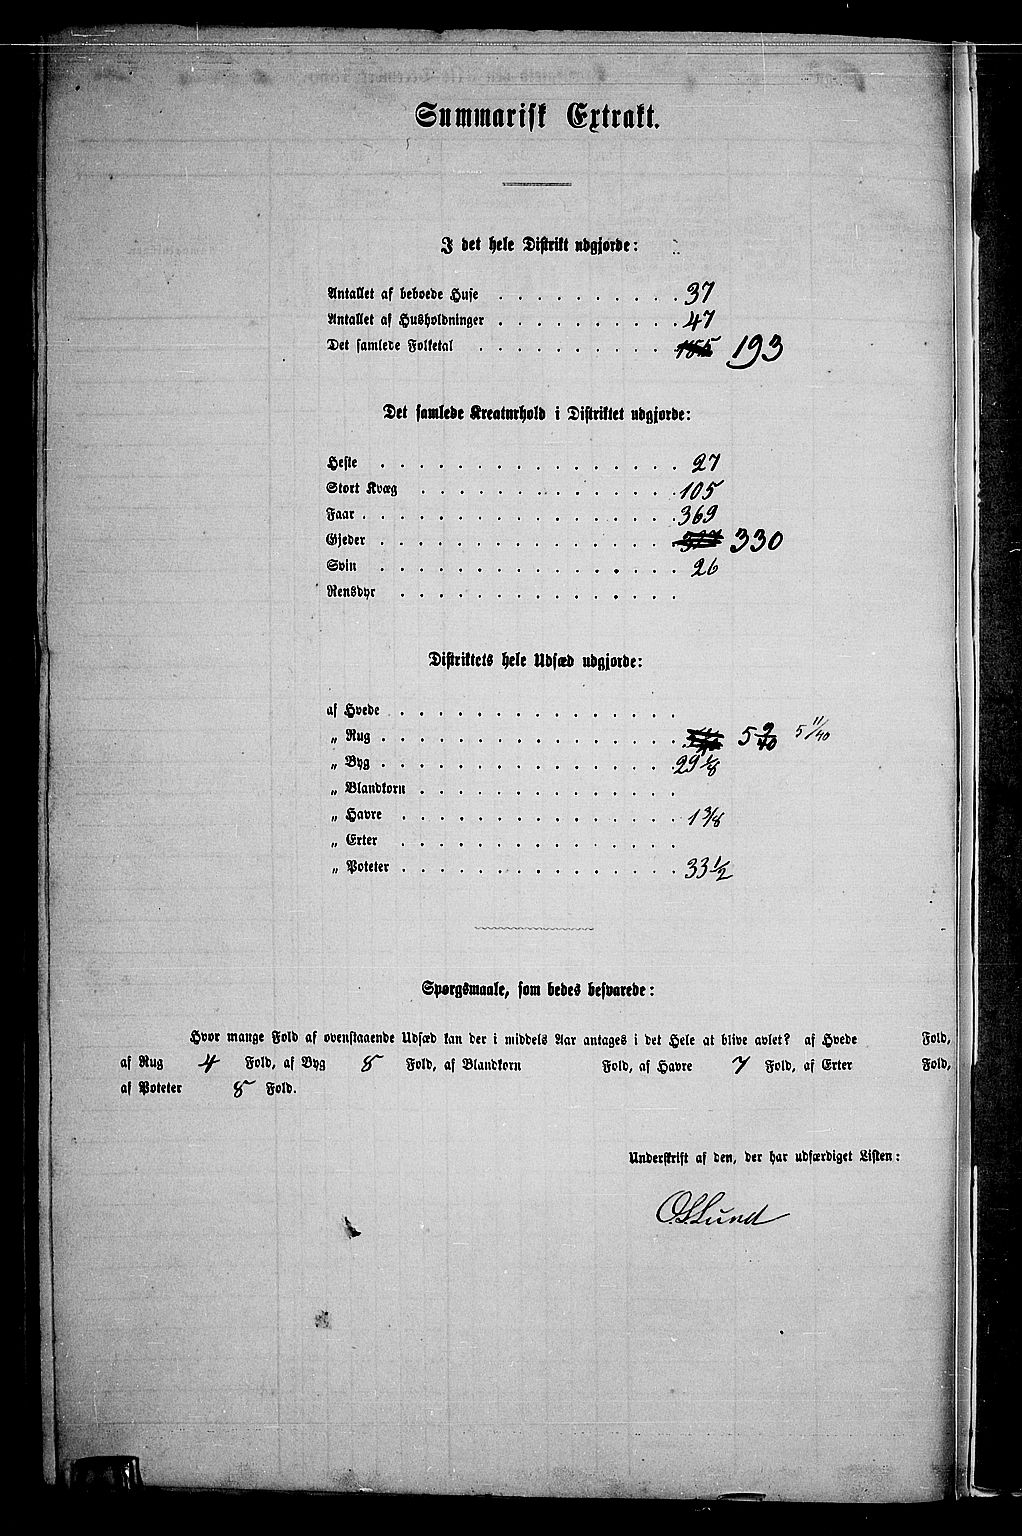 Summarisk Extrakt.
I det hele Distrikt udgjorde:
Antallet af beboede Huse . . . . . . . . . . 37
Antallet af Husholdninger . . . . . . . . . . 47
Det samlede Folketal . . . . . . . . . 185 193
Det samlede Kreaturhold i Distriktet udgjorde:
Heste . . . . . . . . . . . . 27
Stort Kvæg . . . . . . . . . . . 105
Faar . . . . . . . . . . . . . 369
Gjeder . . . . . . . . . . . . 330
Svin . . . . . . . . . . . . 26
Rensdyr . . . . . . . . . . . .
Distriktets hele Udsæd udgjorde:
af Hvede . . . . . . . . . . . .
„ Rug . . . . . . . . . . . . 5 9/40 5 11/40
„ Byg . . . . . . . . . . . . 29 1/8
„ Blandkorn . . . . . . . . . . .
„ Havre . . . . . . . . . . . . 1 3/8
„ Erter . . . . . . . . . . . .
„ Poteter . . . . . . . . . . . . 33 1/2
Spørgsmaale, som bedes besvarede:
Hvor mange Fold af ovenstaaende Udsæd kan der i middels Aar antages i det Hele at blive avlet? af Hvede Fold,
af Rug 4 Fold, af Byg 8 Fold, af Blandkorn Fold, af Havre 7 Fold, af Erter Fold,
af Poteter 8 Fold.
Underskrift af den, der har udfærdiget Listen:
O.S. Lund